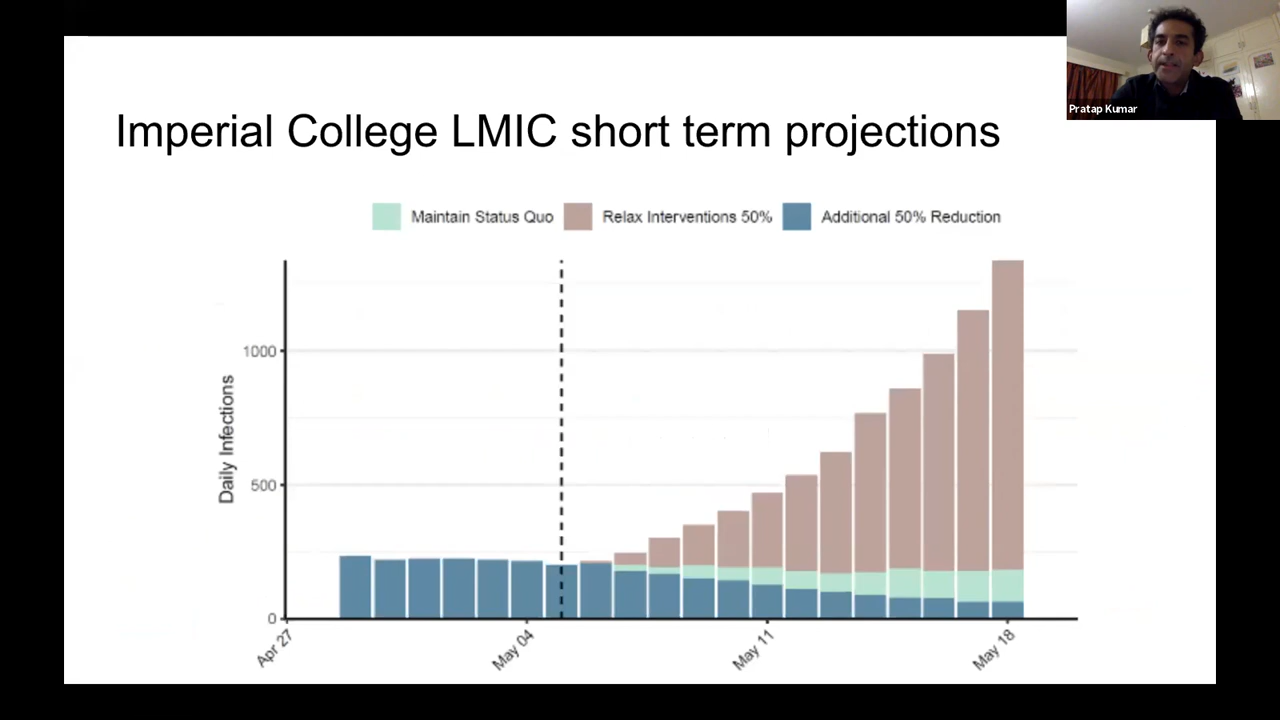 Pratap Kumar
Imperial College LMIC short term projections
Maintain Status Quo Relax Interventions 50% Additional 50% Reduction
Daily Infections
1000
500
0
Apr 27 May 04 May 11 May 18